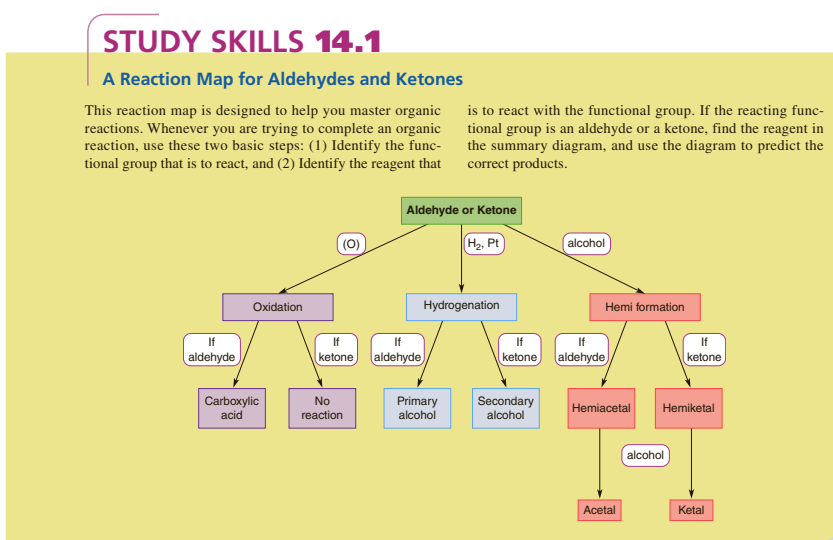 STUDY SKILLS 14.1
A Reaction Map for Aldehydes and Ketones
This reaction map is designed to help you master organic
reactions. Whenever you are trying to complete an organic
reaction, use these two basic steps: (1) Identify the func-
tional group that is to react, and (2) Identify the reagent that
is to react with the functional group. If the reacting func-
tional group is an aldehyde or a ketone, find the reagent in
the summary diagram, and use the diagram to predict the
correct products.
Aldehyde or Ketone
(O)
H₂, Pt
alcohol
Oxidation
Hydrogenation
Hemi formation
If
aldehyde
If
ketone
If
aldehyde
If
ketone
If
aldehyde
If
ketone
Carboxylic
acid
No
reaction
Primary
alcohol
Secondary
alcohol
Hemiacetal
Hemiketal
alcohol
Acetal
Ketal